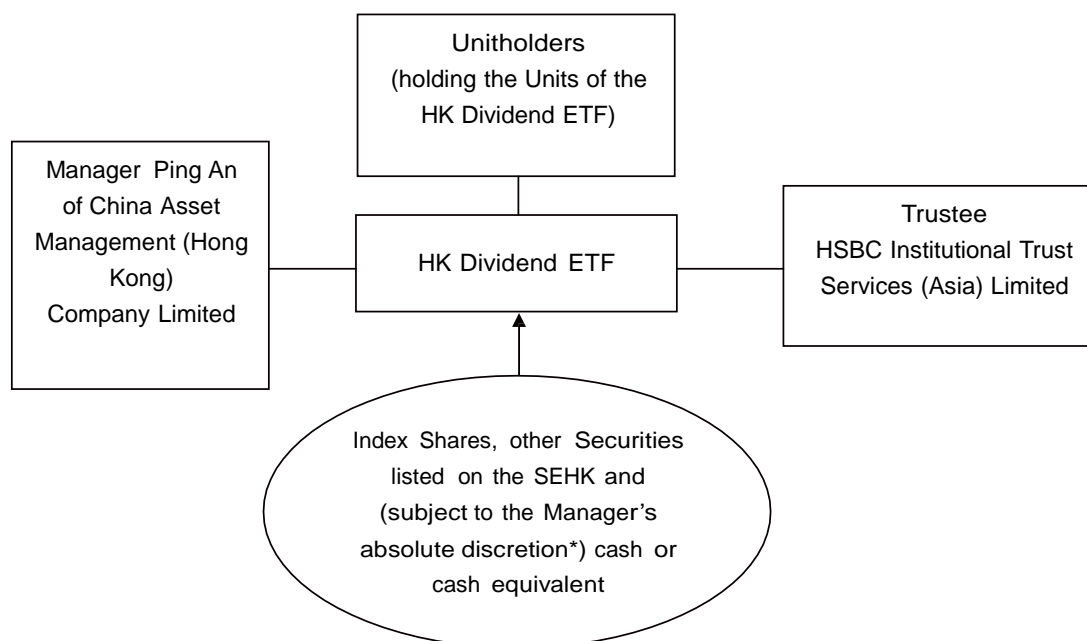 Unitholders
(holding the Units of the
HK Dividend ETF)
Manager Ping An
of China Asset
Management (Hong
Kong)
Company Limited
HK Dividend ETF
Trustee
HSBC Institutional Trust
Services (Asia) Limited
Index Shares, other Securities
listed on the SEHK and
(subject to the Manager’s
absolute discretion*) cash or
cash equivalent